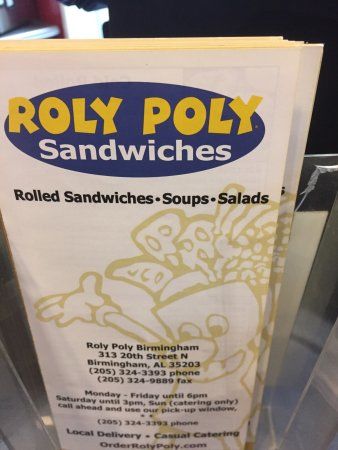 ROLY POLY®
Sandwiches
Rolled Sandwiches•Soups•Salads
Roly Poly Birmingham
313 20th Street N
Birmingham, AL 35203
(205) 324-3393 phone
(205) 324-9889 fax
Monday - Friday until 6pm
Saturday until 3pm, Sun (catering only)
call ahead and use our pick-up window,
* *
(205) 324-3393 phone
Local Delivery • Casual Catering
OrderRolyPoly.com